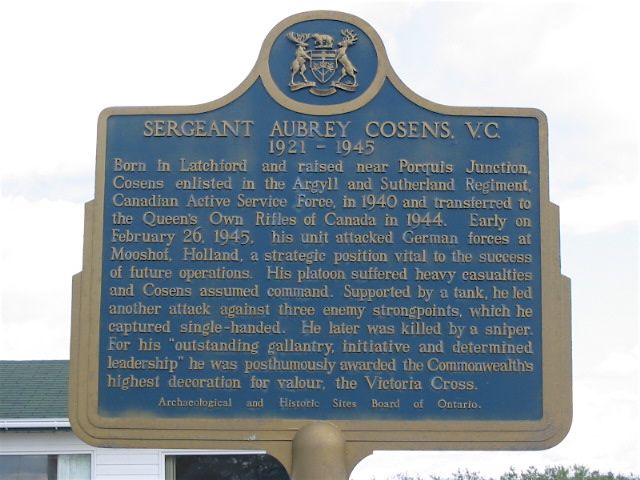 SERGEANT AUBREY COSENS, V.C.
1921 - 1945
Born in Latchford and raised near Porquis Junction,
Cosens enlisted in the Argyll and Sutherland Regiment,
Canadian Active Service Force, in 1940 and transferred to
the Queen's Own Rifles of Canada in 1944. Early on
February 26, 1945, his unit attacked German forces at
Mooshof, Holland, a strategic position vital to the success
of future operations. His platoon suffered heavy casualties
and Cosens assumed command. Supported by a tank, he led
another attack against three enemy strongpoints, which he
captured single-handed. He later was killed by a sniper.
For his "outstanding gallantry, initiative and determined
leadership" he was posthumously awarded the Commonwealth's
highest decoration for valour, the Victoria Cross.
Archaeological and Historic Sites Board of Ontario.